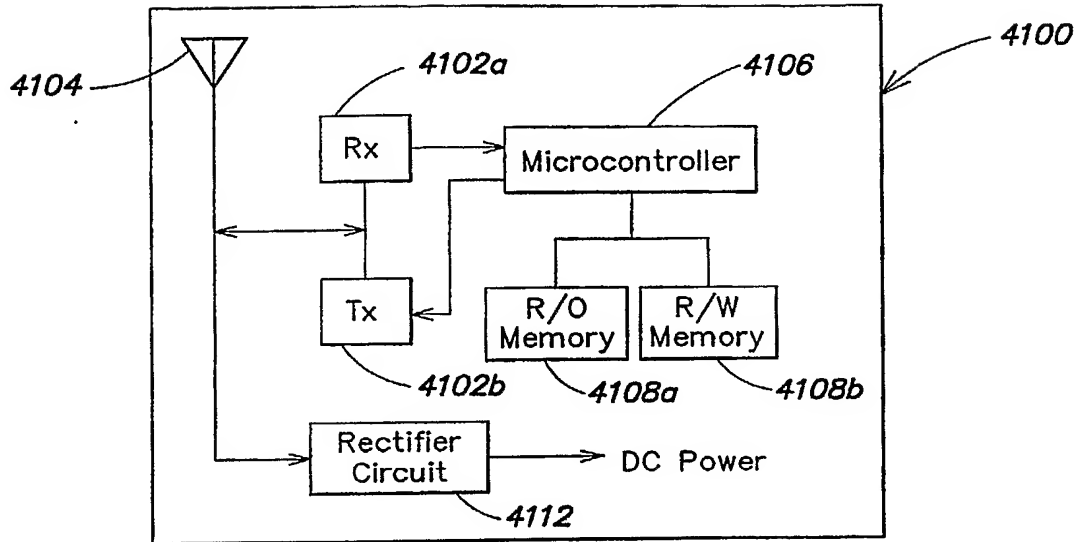 4100
4104
4102a
4106
Rx
Microcontroller
Tx
R/O
Memory
R/W
Memory
4102b
4108a
4108b
Rectifier
Circuit
DC Power
4112